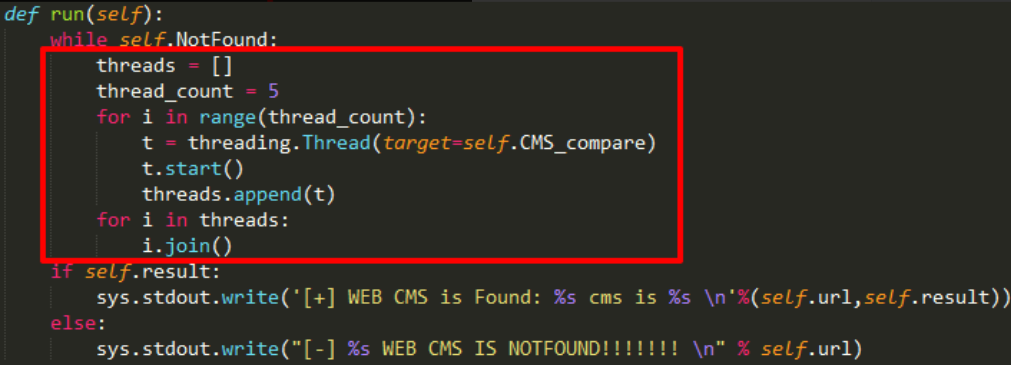 def run(self):
    while self.NotFound:
        threads = []
        thread_count = 5
        for i in range(thread_count):
            t = threading.Thread(target=self.CMS_compare)
            t.start()
            threads.append(t)
        for i in threads:
            i.join()
    if self.result:
        sys.stdout.write('[+] WEB CMS is Found: %s cms is %s \n'%(self.url,self.result))
    else:
        sys.stdout.write("[-] %s WEB CMS IS NOTFOUND!!!!!!! \n" % self.url)